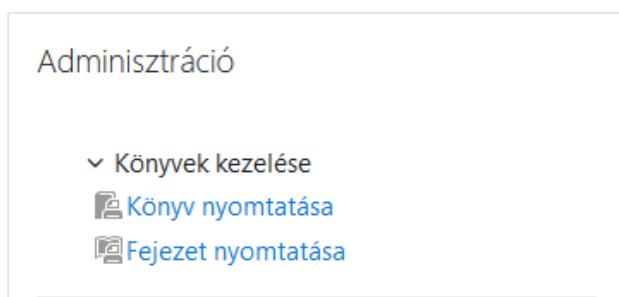 Adminisztráció
Könyvek kezelése
Könyv nyomtatása
Fejezet nyomtatása